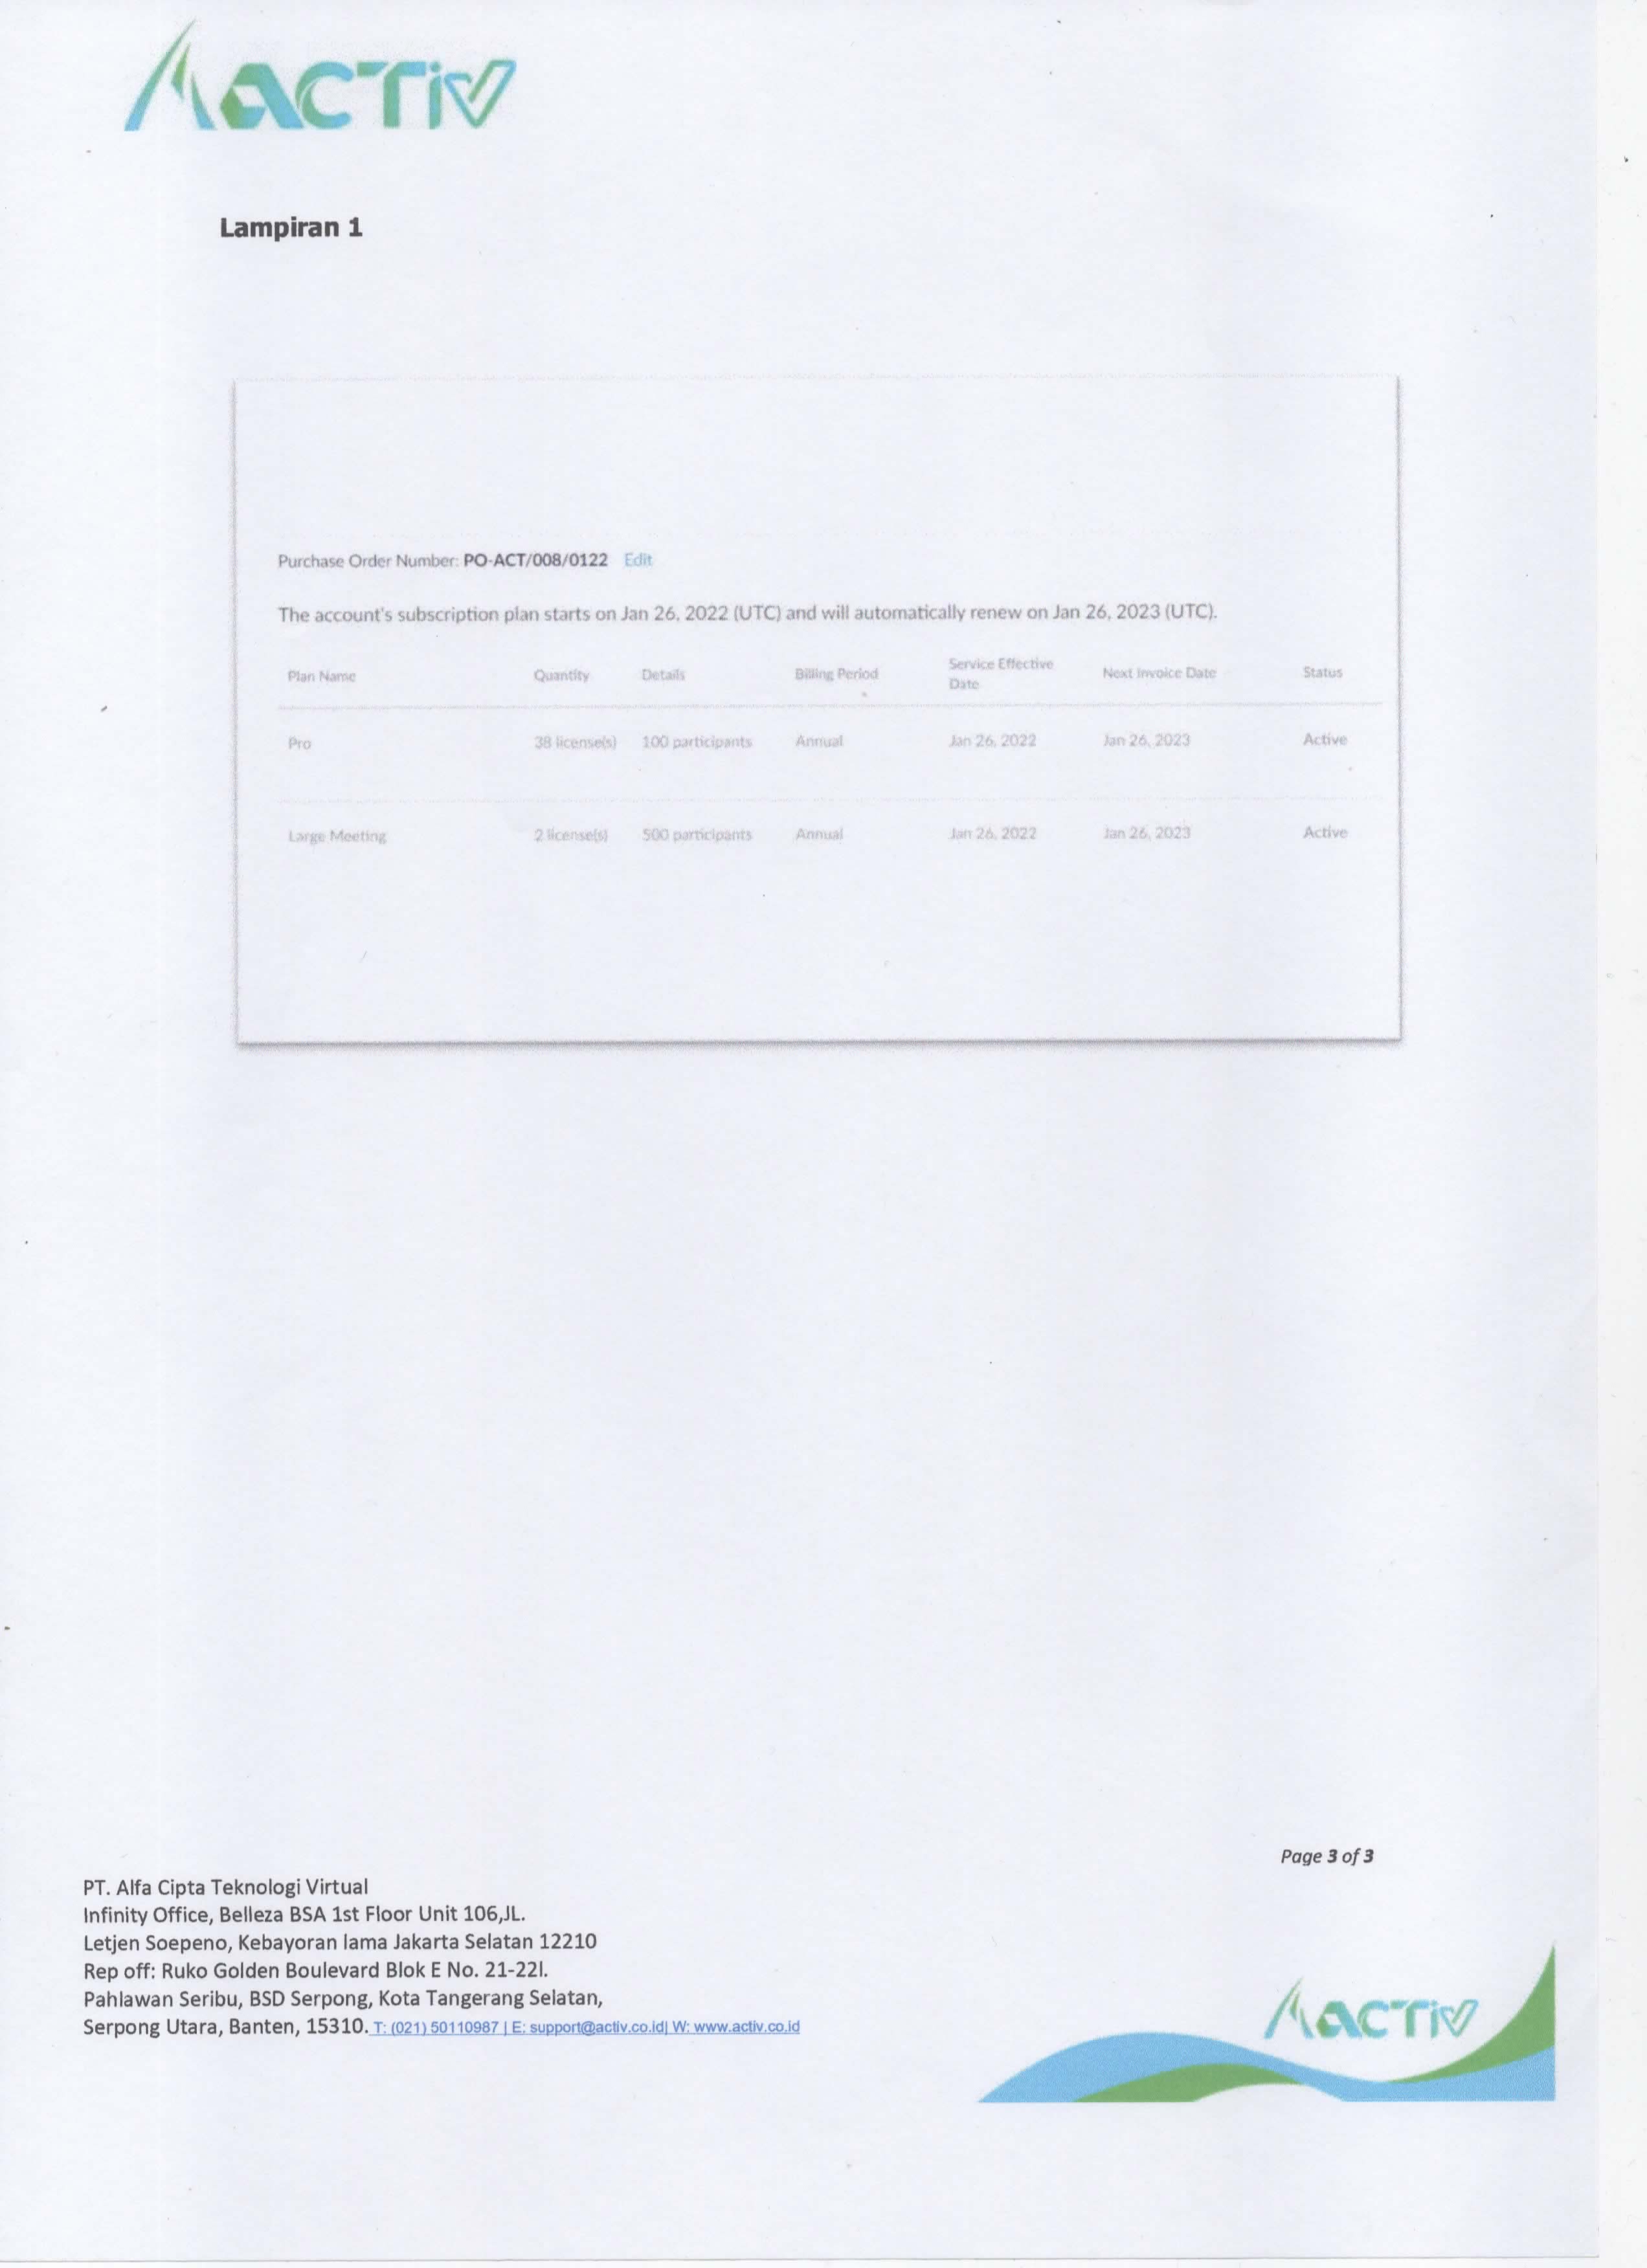 ACTiV
Lampiran 1
Purchase Order Number: PO-ACT/008/0122 Edit
The account's subscription plan starts on Jan 26, 2022 (UTC) and will automatically renew on Jan 26, 2023 (UTC).
Plan Name Quantity Details Billing Period Service Effective Date Next Invoice Date Status
Pro 38 license(s) 100 participants Annual Jan 26, 2022 Jan 26, 2023 Active
Large Meeting 2 license(s) 500 participants Annual Jan 26, 2022 Jan 26, 2023 Active
Page 3 of 3
PT. Alfa Cipta Teknologi Virtual
Infinity Office, Belleza BSA 1st Floor Unit 106,JL.
Letjen Soepeno, Kebayoran lama Jakarta Selatan 12210
Rep off: Ruko Golden Boulevard Blok E No. 21-22l.
Pahlawan Seribu, BSD Serpong, Kota Tangerang Selatan,
Serpong Utara, Banten, 15310. T: (021) 50110987 | E: support@activ.co.id| W: www.activ.co.id
ACTiV